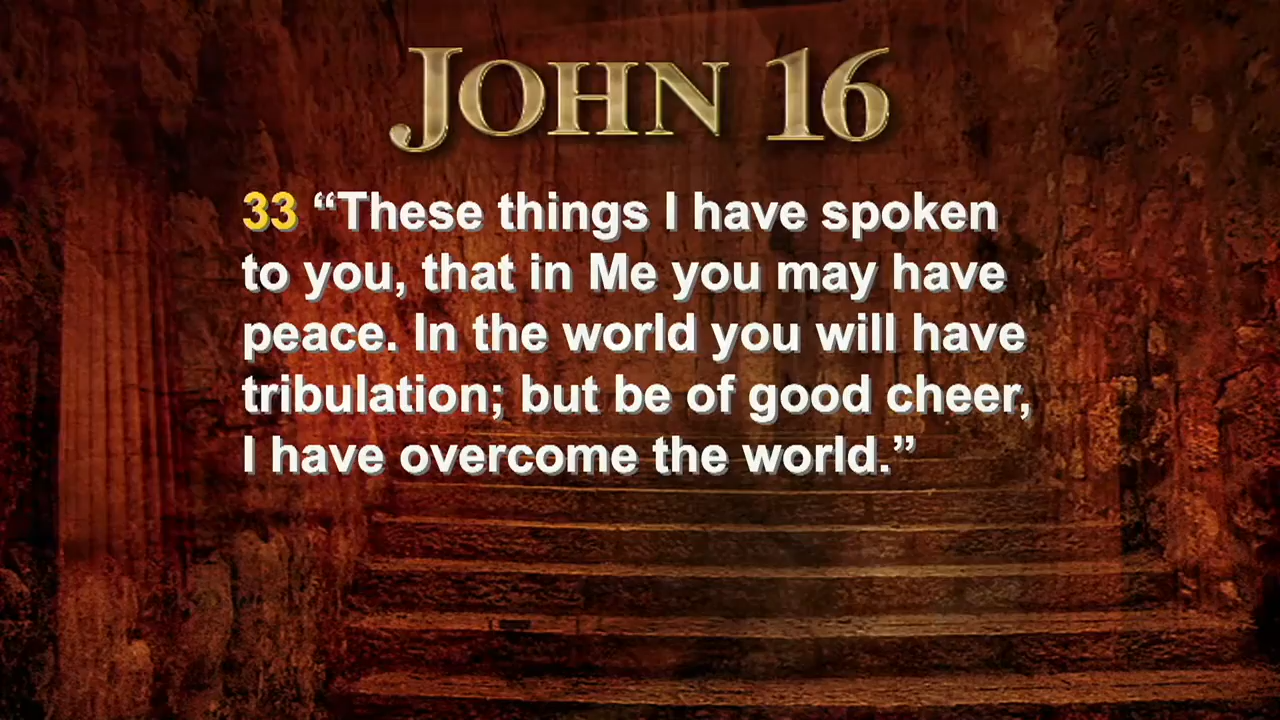 JOHN 16
33 “These things I have spoken
to you, that in Me you may have
peace. In the world you will have
tribulation; but be of good cheer,
I have overcome the world.”